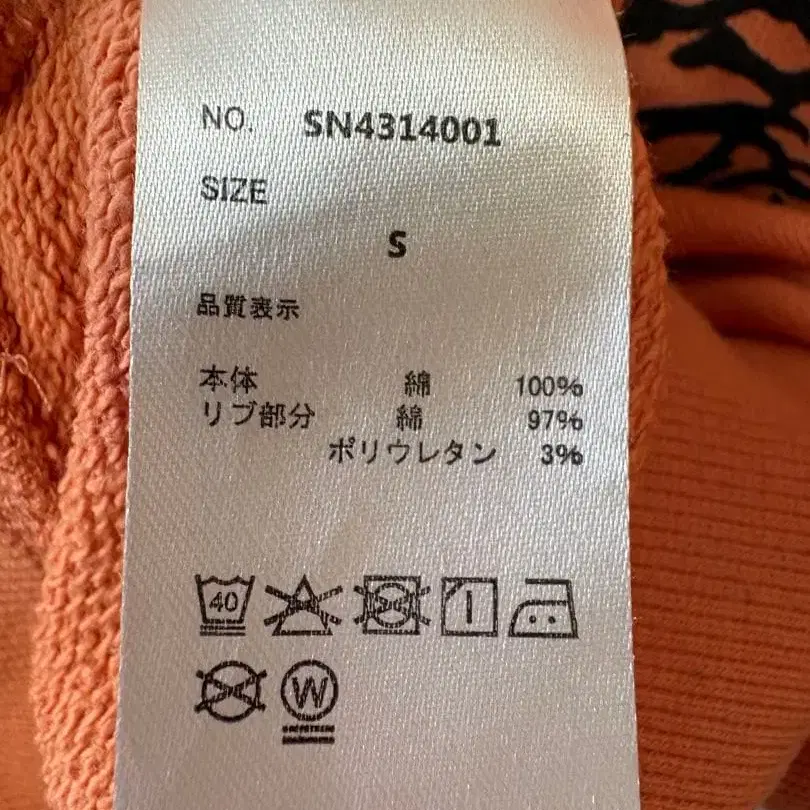 NO. SN4314001
SIZE
S
品質表示
本体 綿 100%
リブ部分 綿 97%
ポリウレタン 3%
40
W